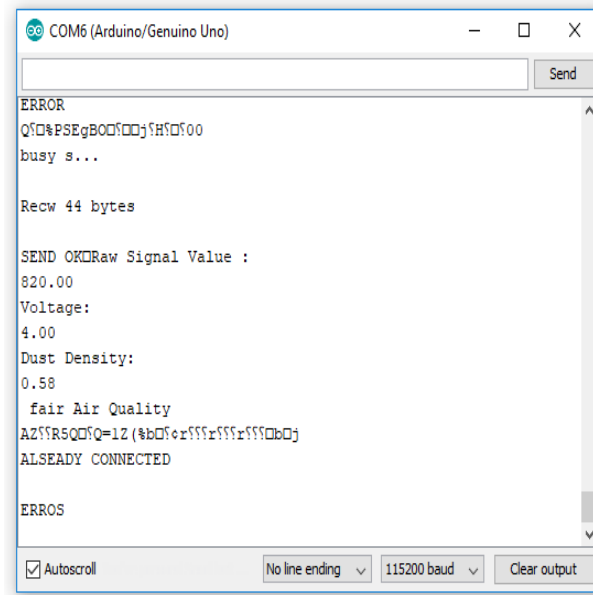 COM6 (Arduino/Genuino Uno)
Send
ERROR
busy s...
Recw 44 bytes
SEND OK□Raw Signal Value :
820.00
Voltage:
4.00
Dust Density:
0.58
fair Air Quality
ALSEADY CONNECTED
ERROS
Autoscroll
No line ending
115200 baud
Clear output